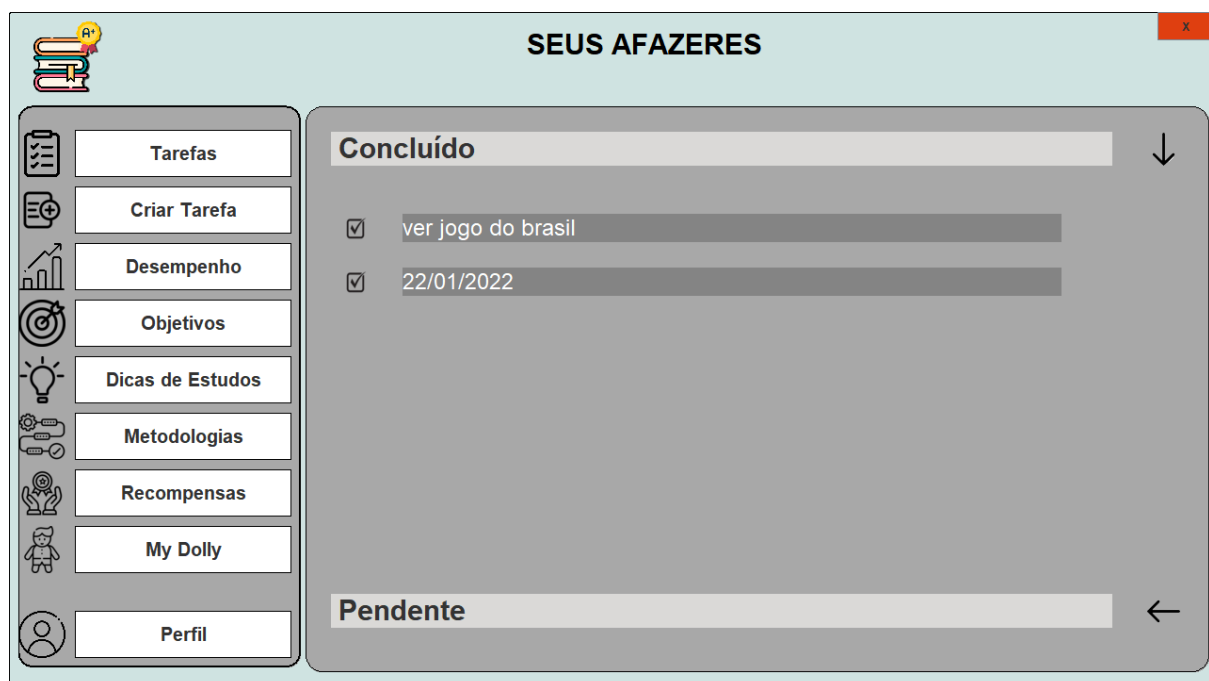 A+
SEUS AFAZERES
X
Tarefas
Criar Tarefa
Desempenho
Objetivos
Dicas de Estudos
Metodologias
Recompensas
My Dolly
Perfil
Concluído
ver jogo do brasil
22/01/2022
Pendente